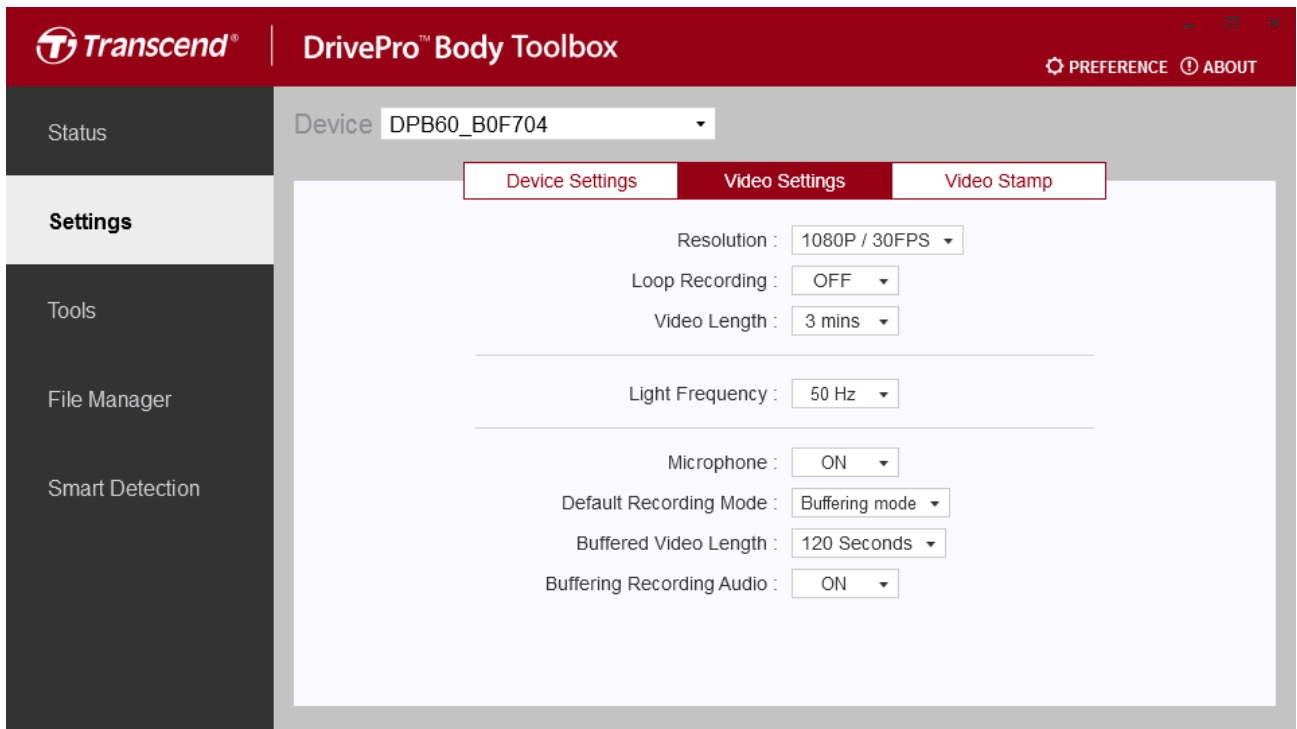 Transcend® DrivePro™ Body Toolbox
PREFERENCE ABOUT
Status
Settings
Tools
File Manager
Smart Detection
Device DPB60_B0F704
Device Settings Video Settings Video Stamp
Resolution : 1080P / 30FPS
Loop Recording : OFF
Video Length : 3 mins
Light Frequency : 50 Hz
Microphone : ON
Default Recording Mode : Buffering mode
Buffered Video Length : 120 Seconds
Buffering Recording Audio : ON